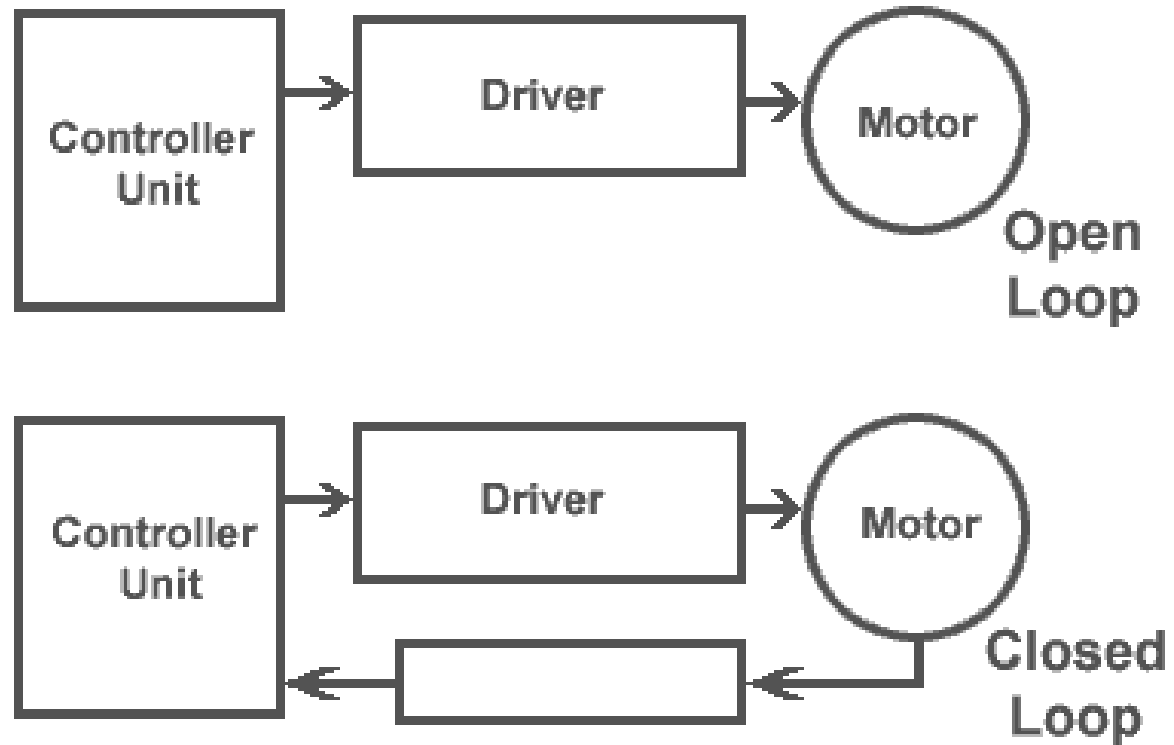 Controller
Unit
Driver
Motor
Open
Loop
Controller
Unit
Driver
Motor
Closed
Loop